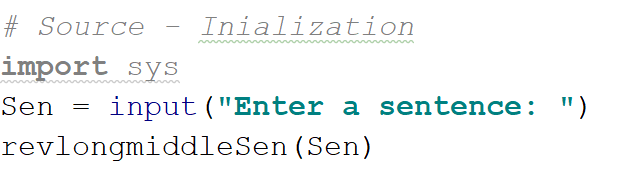 # Source – Inialization
import sys
Sen = input("Enter a sentence: ")
revlongmiddleSen(Sen)